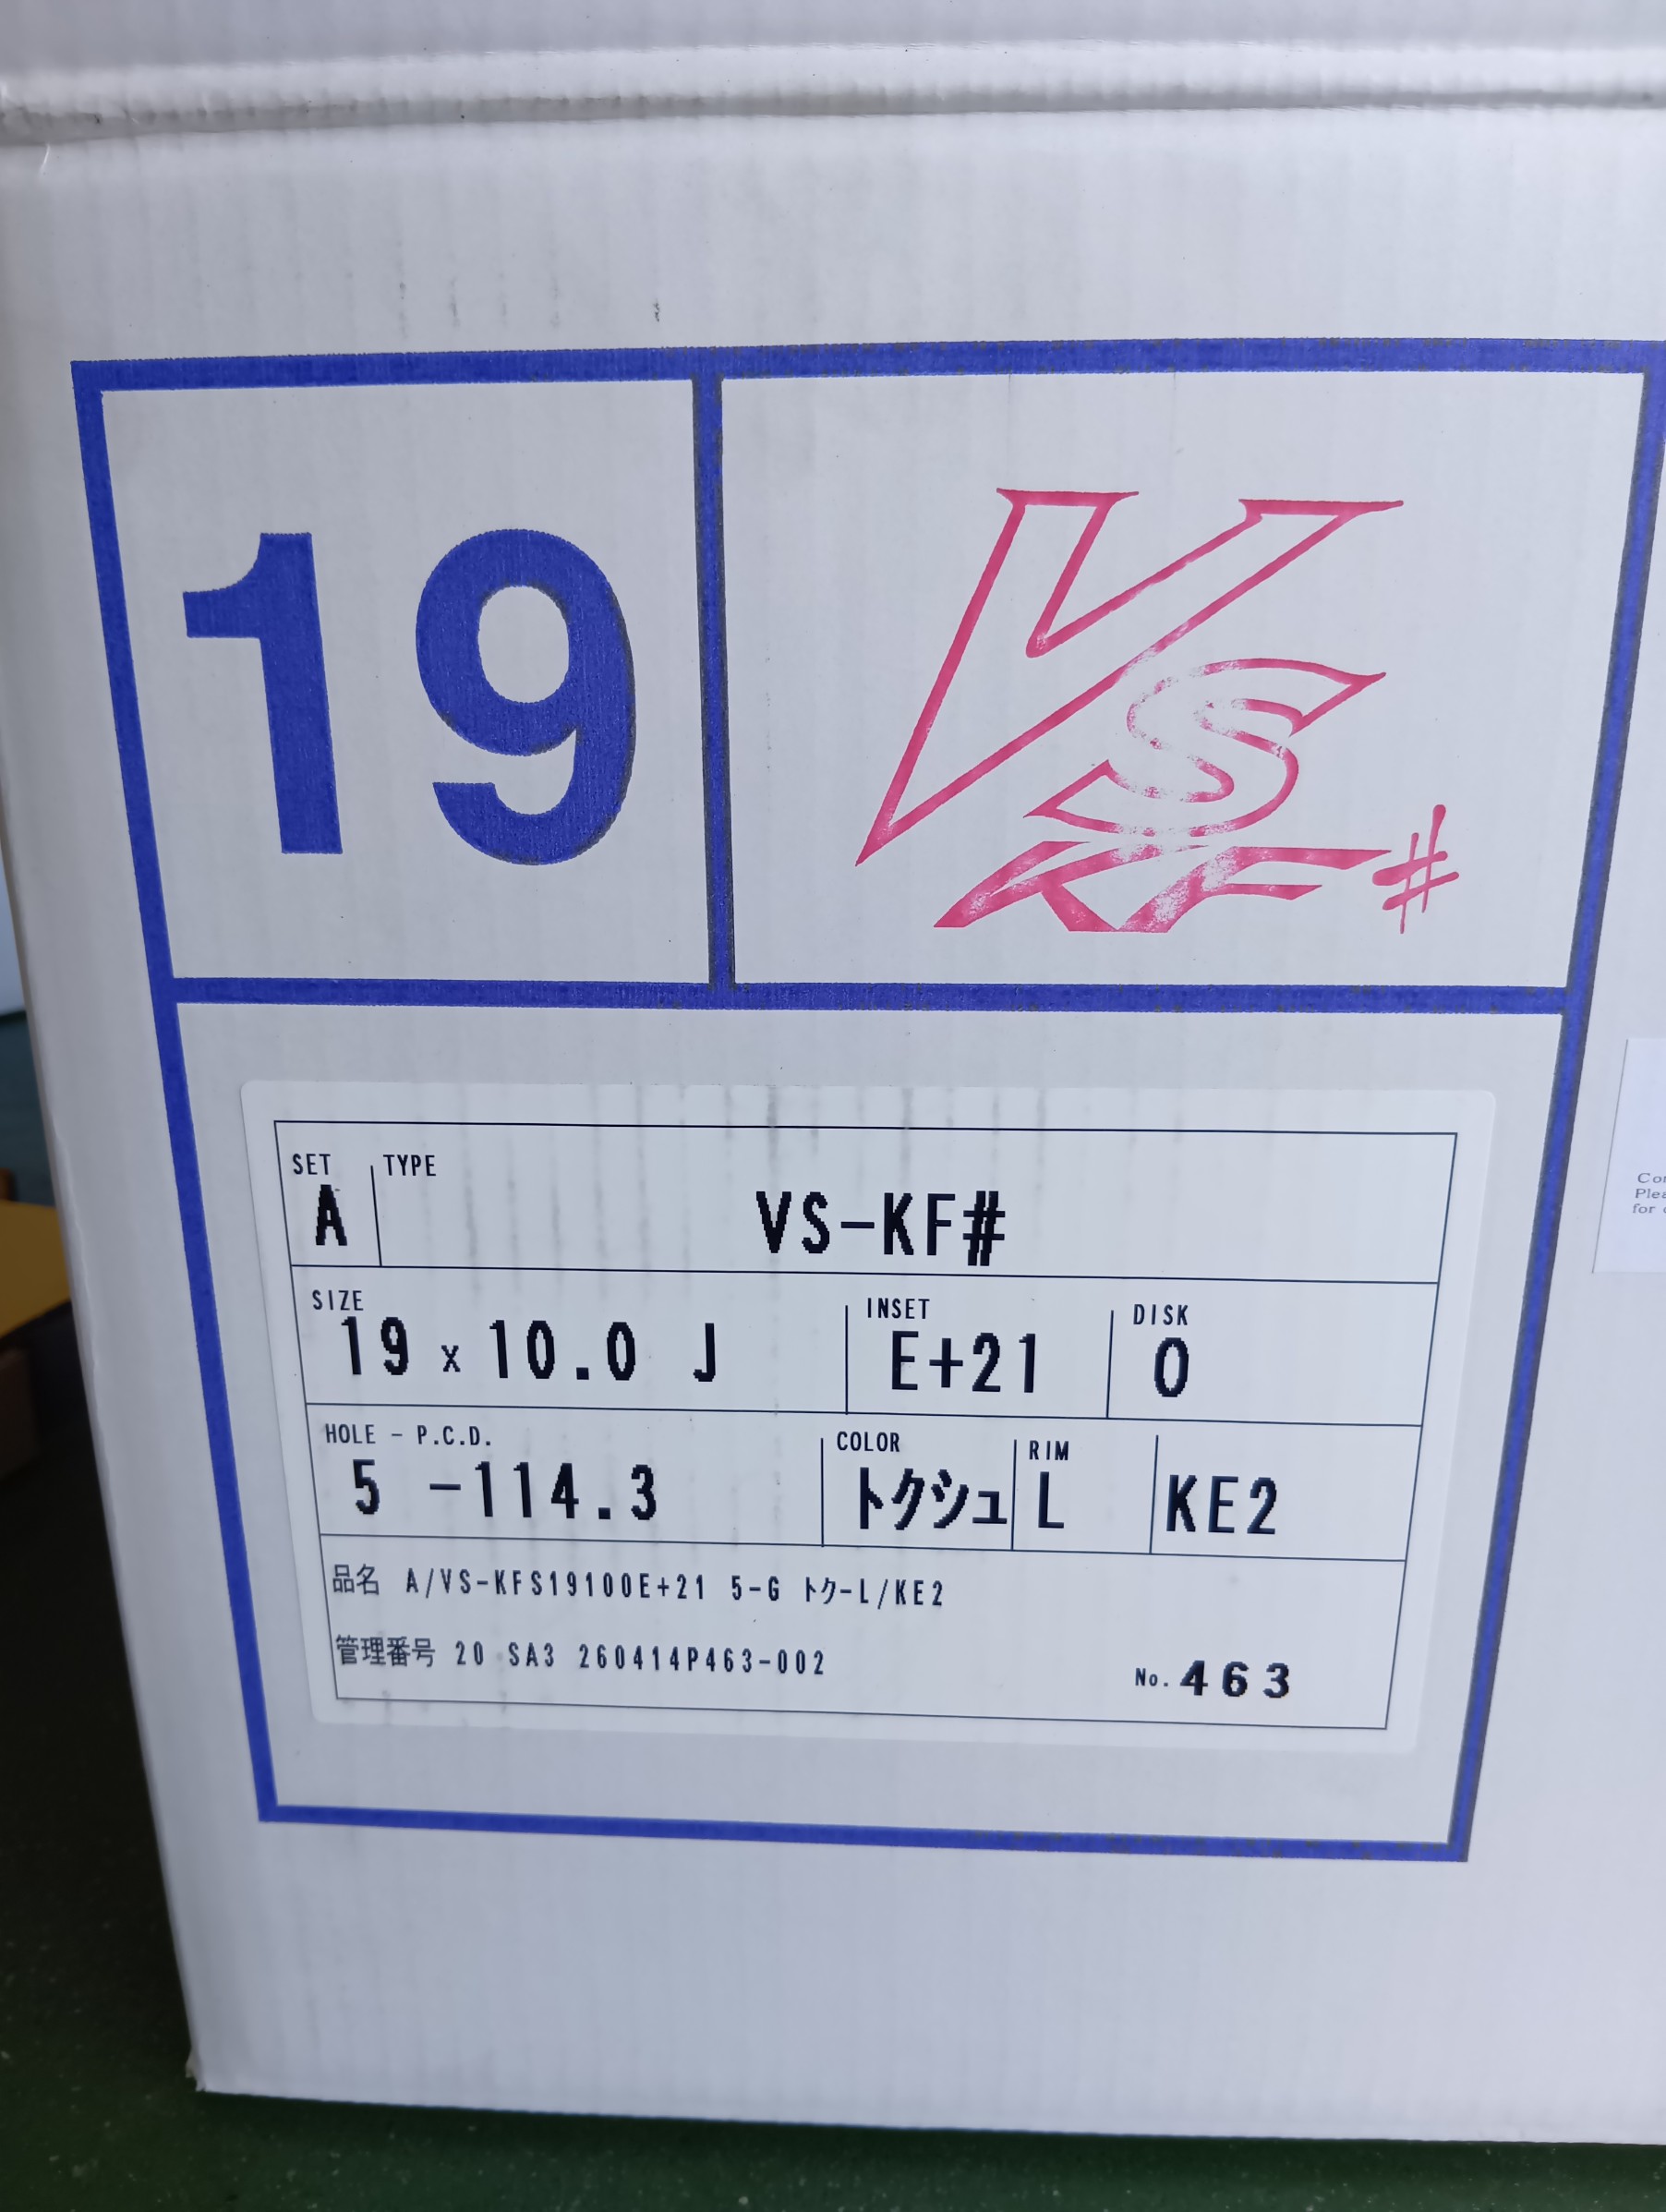 19
VS
KF#
SET TYPE
A VS-KF#
SIZE INSET DISK
19 x 10.0 J E+21 O
HOLE - P.C.D. COLOR RIM
5 -114.3 トクシュ L KE2
品名 A/VS-KFS19100E+21 5-G トク-L/KE2
管理番号 20 SA3 260414P463-002 No. 463
for